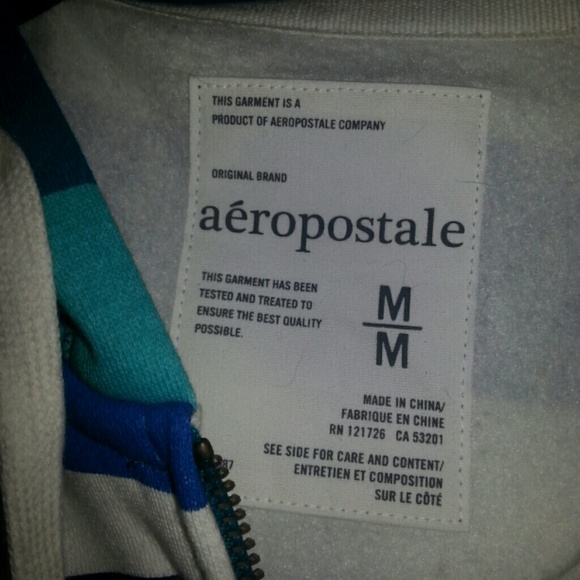 THIS GARMENT IS A
PRODUCT OF AEROPOSTALE COMPANY
ORIGINAL BRAND
aéropostale
THIS GARMENT HAS BEEN
TESTED AND TREATED TO
ENSURE THE BEST QUALITY
POSSIBLE.
M
M
MADE IN CHINA/
FABRIQUE EN CHINE
RN 121726 CA 53201
SEE SIDE FOR CARE AND CONTENT/
ENTRETIEN ET COMPOSITION
SUR LE CÔTÉ